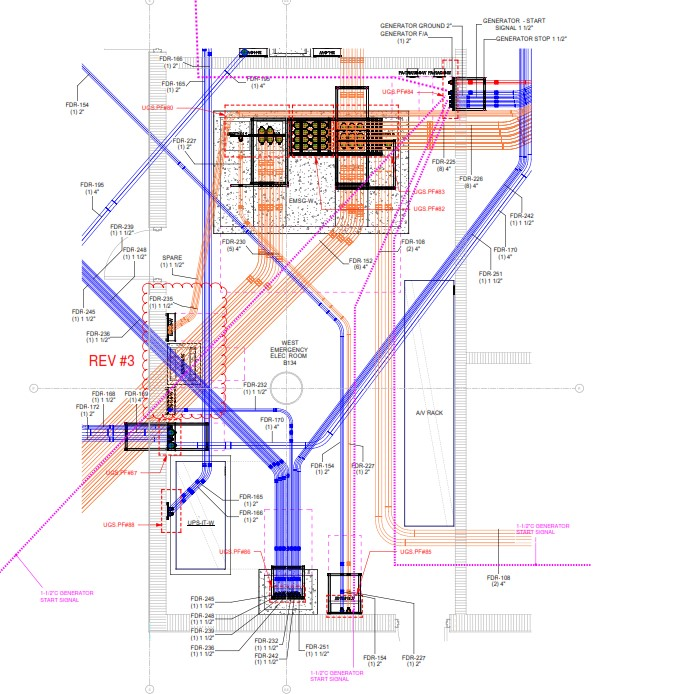 GENERATOR GROUND 2"
GENERATOR F/A
(1) 2"
GENERATOR - START
SIGNAL 1 1/2"
GENERATOR STOP 1 1/2"
FDR-166
(1) 2"
FDR-165
(1) 2"
FDR-195
(1) 4"
FDR-154
(1) 2"
UGS.PF#80
UGS.PF#84
FDR-227
(1) 2"
FDR-225
(8) 4"
FDR-226
(8) 4"
FDR-195
(1) 4"
EMSG-W
UGS.PF#83
UGS.PF#82
FDR-242
(1) 1 1/2"
FDR-239
(1) 1 1/2"
FDR-248
(1) 1 1/2"
FDR-230
(5) 4"
FDR-108
(2) 4"
FDR-170
(1) 4"
SPARE
(1) 1 1/2"
FDR-152
(6) 4"
FDR-251
(1) 1 1/2"
FDR-235
(1) 1 1/2"
FDR-245
(1) 1 1/2"
FDR-236
(1) 1 1/2"
REV #3
WEST
EMERGENCY
ELEC. ROOM
B134
FDR-232
(1) 1 1/2"
FDR-168
(1) 1 1/2"
FDR-169
(1) 4"
FDR-172
(1) 2"
FDR-170
(1) 4"
A/V RACK
FDR-154
(1) 2"
FDR-227
(1) 2"
UGS.PF#67
FDR-165
(1) 2"
FDR-166
(1) 2"
UGS.PF#88
UPS-IT-W
1-1/2"C GENERATOR
START SIGNAL
UGS.PF#86
UGS.PF#85
FDR-108
(2) 4"
1-1/2"C GENERATOR
START SIGNAL
FDR-245
(1) 1 1/2"
FDR-248
(1) 1 1/2"
FDR-239
(1) 1 1/2"
FDR-236
(1) 1 1/2"
FDR-232
(1) 1 1/2"
FDR-242
(1) 1 1/2"
FDR-251
(1) 1 1/2"
FDR-154
(1) 2"
FDR-227
(1) 2"
1-1/2"C GENERATOR
START SIGNAL